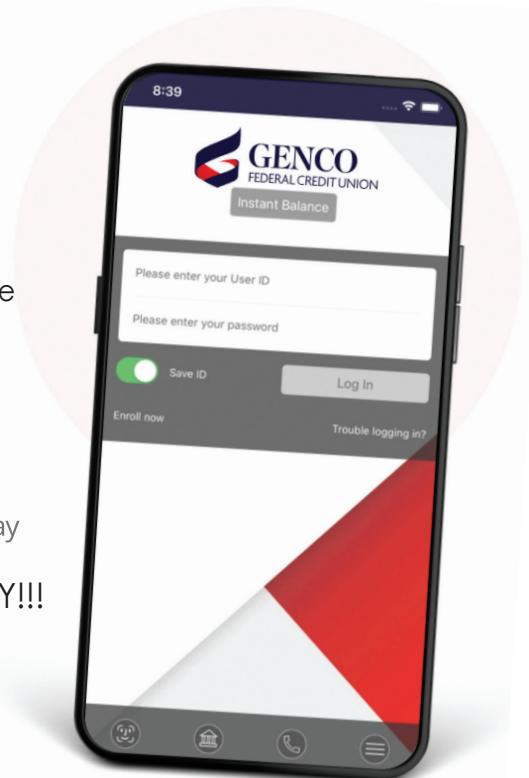 8:39
GENCO
FEDERAL CREDIT UNION
Instant Balance
Please enter your User ID
Please enter your password
Save ID
Log In
Enroll now
Trouble logging in?
e
ay
Y!!!